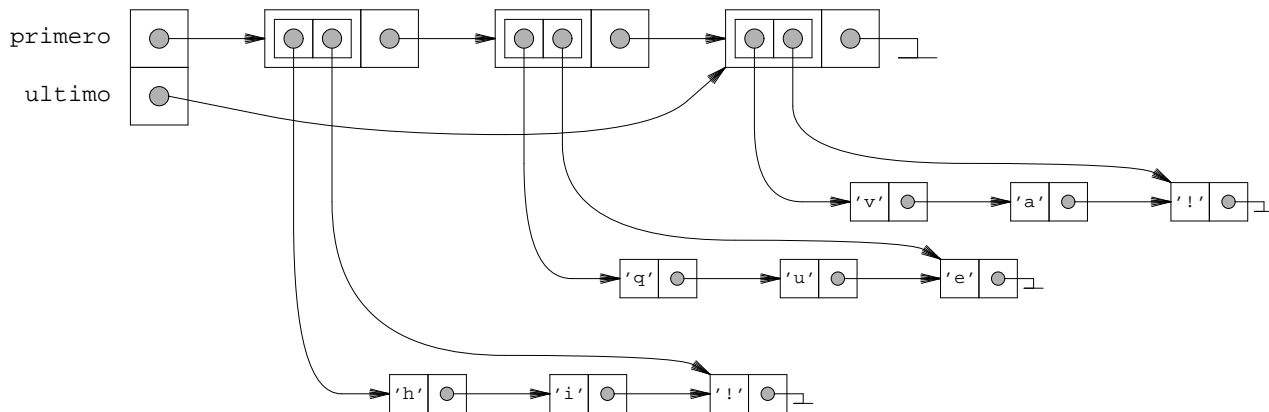 primero
ultimo
'v' 'a' '!'
'q' 'u' 'e'
'h' 'i' '!'